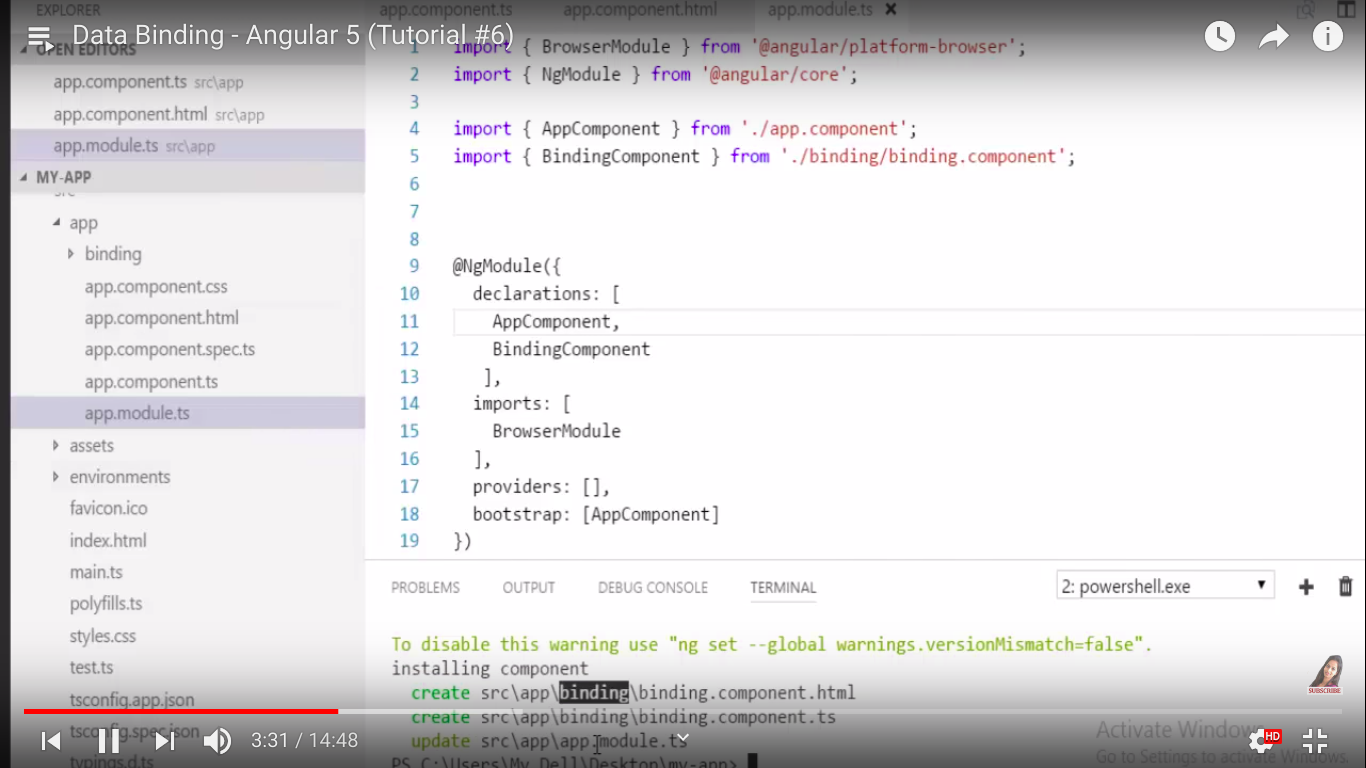 EXPLORER
app.component.ts app.component.html app.module.ts ×
Data Binding - Angular 5 (Tutorial #6)
OPEN EDITORS
app.component.ts src\app
app.component.html src\app
app.module.ts src\app
MY-APP
src
app
binding
app.component.css
app.component.html
app.component.spec.ts
app.component.ts
app.module.ts
assets
environments
favicon.ico
index.html
main.ts
polyfills.ts
styles.css
test.ts
tsconfig.app.json
tsconfig.spec.json
typings.d.ts
1 import { BrowserModule } from '@angular/platform-browser';
2 import { NgModule } from '@angular/core';
3
4 import { AppComponent } from './app.component';
5 import { BindingComponent } from './binding/binding.component';
6
7
8
9 @NgModule({
10 declarations: [
11 AppComponent,
12 BindingComponent
13 ],
14 imports: [
15 BrowserModule
16 ],
17 providers: [],
18 bootstrap: [AppComponent]
19 })
PROBLEMS OUTPUT DEBUG CONSOLE TERMINAL 2: powershell.exe
To disable this warning use "ng set --global warnings.versionMismatch=false".
installing component
create src\app\binding\binding.component.html
create src\app\binding\binding.component.ts
update src\app\app.module.ts
PS C:\Users\My Dell\Desktop\my-app>
SUBSCRIBE
Activate Windows
Go to Settings to activate Windows.
3:31 / 14:48
HD